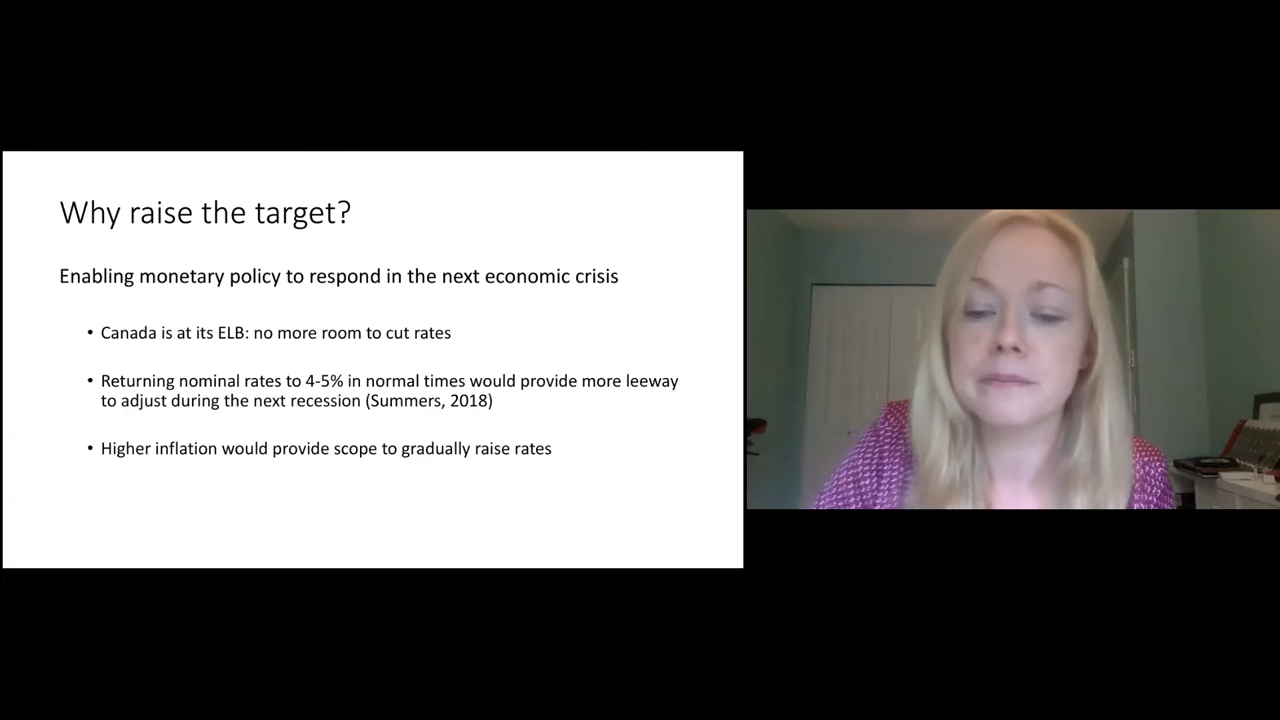 Why raise the target?
Enabling monetary policy to respond in the next economic crisis
• Canada is at its ELB: no more room to cut rates
• Returning nominal rates to 4-5% in normal times would provide more leeway
to adjust during the next recession (Summers, 2018)
• Higher inflation would provide scope to gradually raise rates